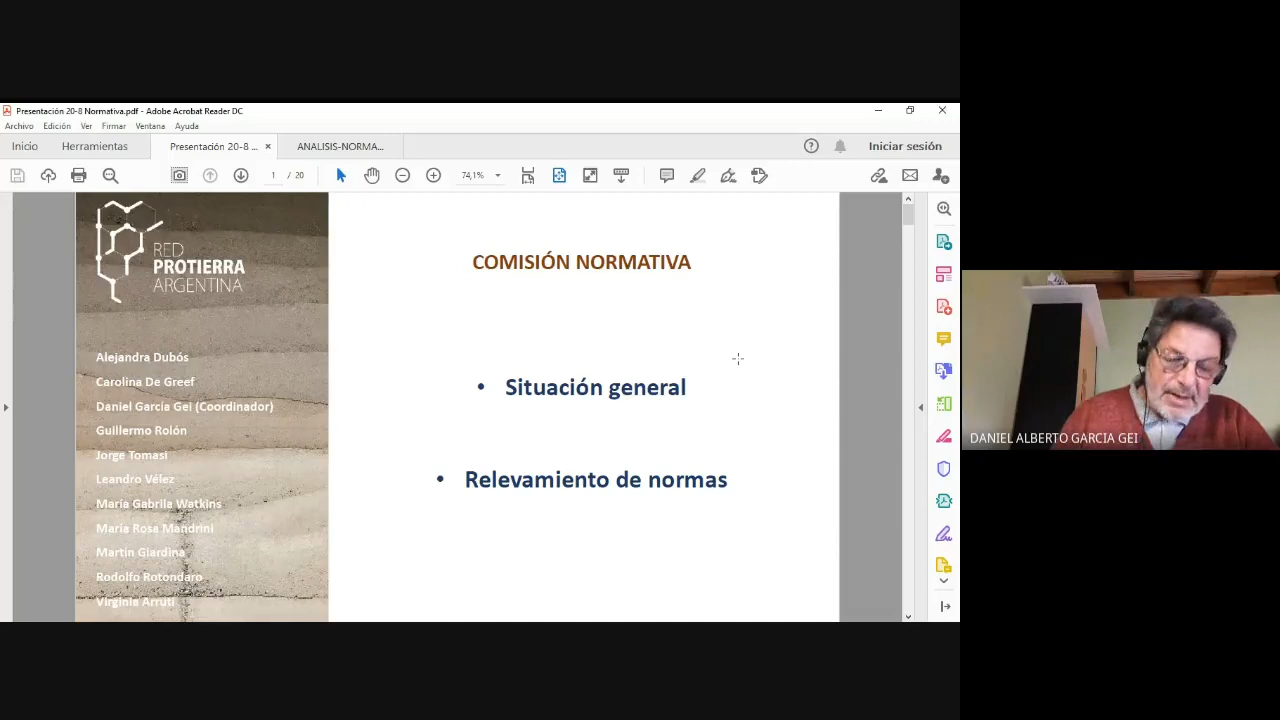 Presentación 20-8 Normativa.pdf - Adobe Acrobat Reader DC
Archivo Edición Ver Firmar Ventana Ayuda
Inicio Herramientas Presentación 20-8 ... × ANALISIS-NORMA... Iniciar sesión
1 / 20 74,1%
RED
PROTIERRA
ARGENTINA
COMISIÓN NORMATIVA
• Situación general
• Relevamiento de normas
Alejandra Dubós
Carolina De Greef
Daniel García Gei (Coordinador)
Guillermo Rolón
Jorge Tomasi
Leandro Vélez
María Gabrila Watkins
María Rosa Mandrini
Martín Giardina
Rodolfo Rotondaro
Virginia Arruti
DANIEL ALBERTO GARCIA GEI